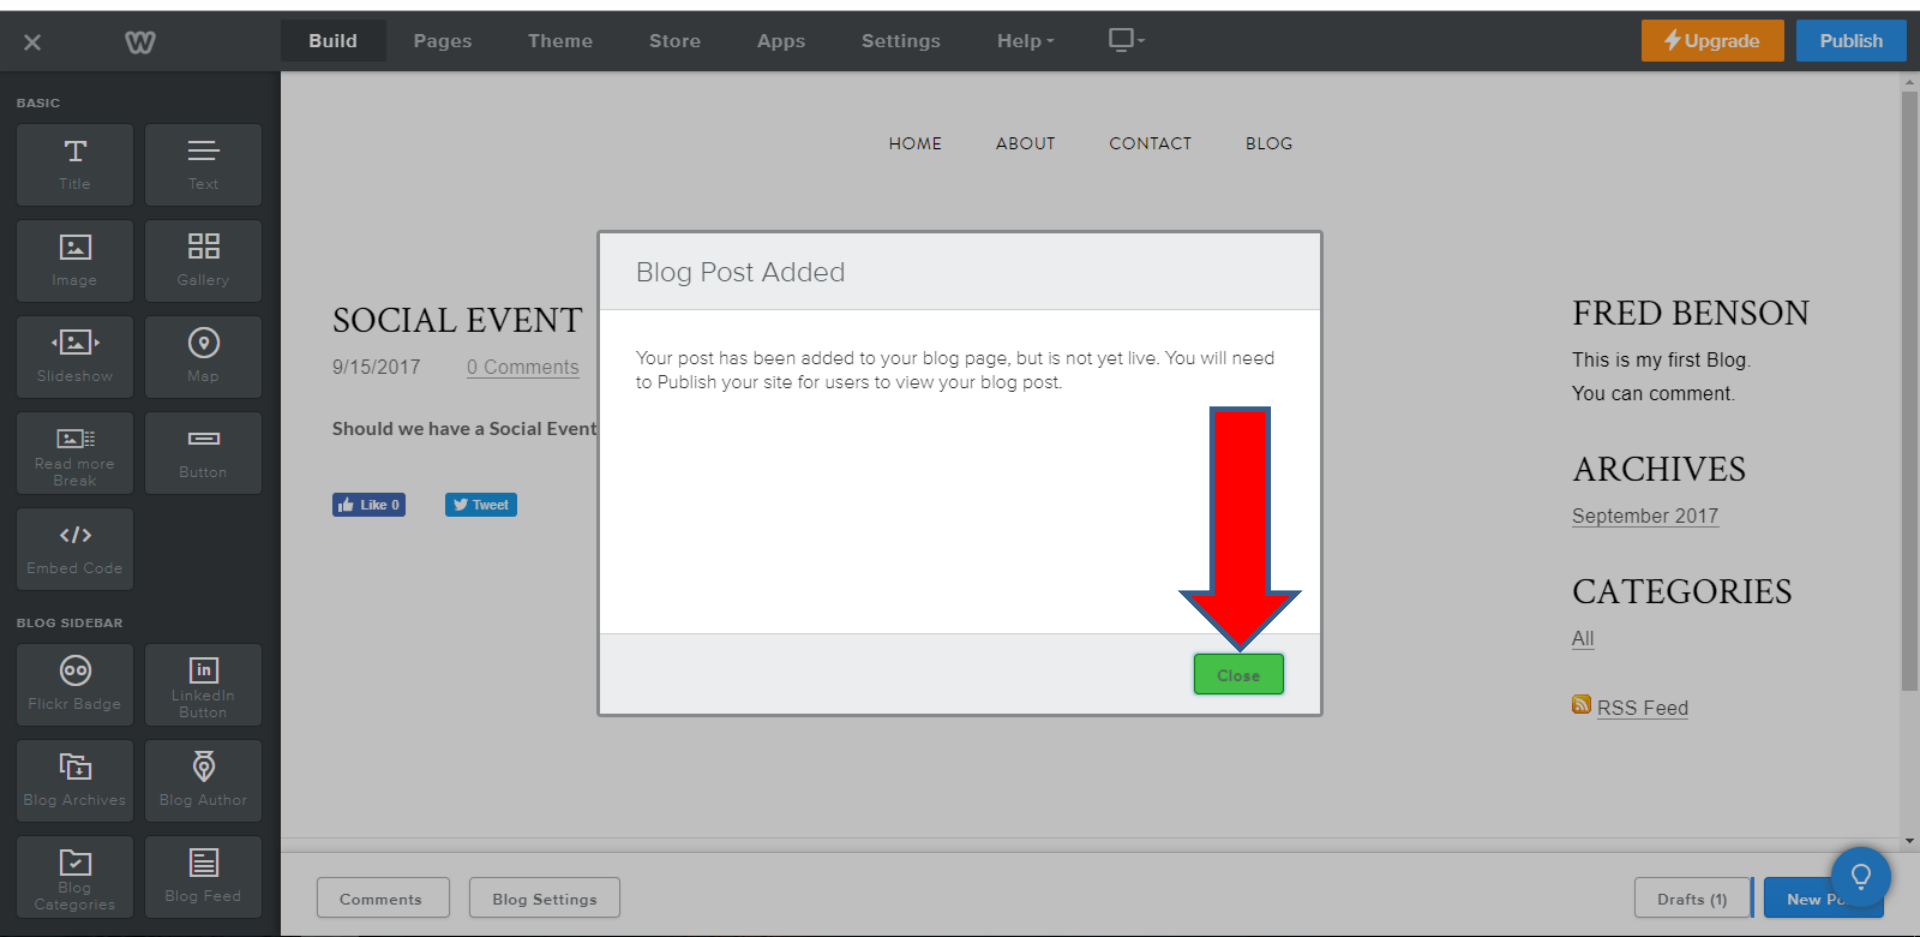 Build Pages Theme Store Apps Settings Help Upgrade Publish
BASIC
Title Text
Image Gallery
Slideshow Map
Read more
Break
Button
Embed Code
BLOG SIDEBAR
Flickr Badge
LinkedIn
Button
Blog Archives Blog Author
Blog
Categories
Blog Feed
HOME ABOUT CONTACT BLOG
SOCIAL EVENT
9/15/2017 0 Comments
Should we have a Social Event
Like 0 Tweet
Blog Post Added
Your post has been added to your blog page, but is not yet live. You will need
to Publish your site for users to view your blog post.
Close
FRED BENSON
This is my first Blog.
You can comment.
ARCHIVES
September 2017
CATEGORIES
All
RSS Feed
Comments Blog Settings Drafts (1) New